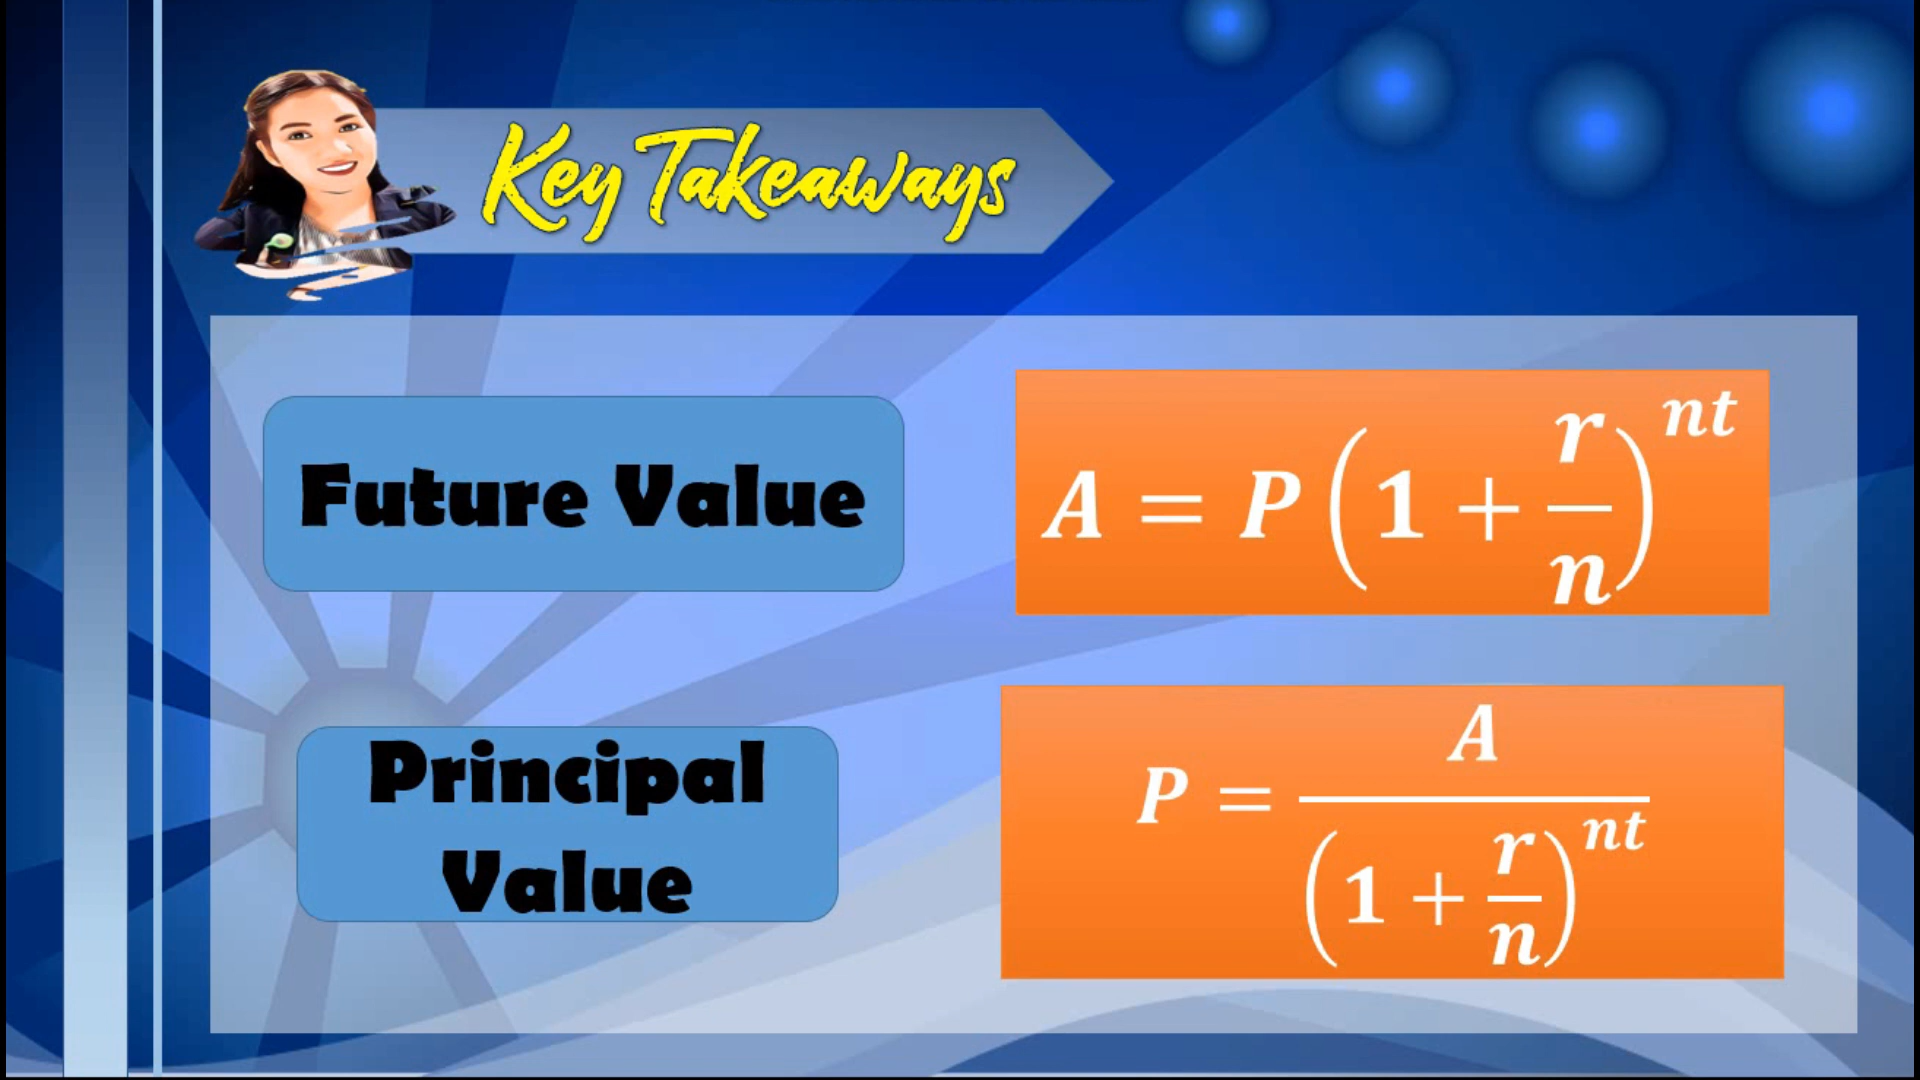 Key Takeaways
Future Value
A = P(1 + r/n)^nt
Principal
Value
P = A/(1 + r/n)^nt